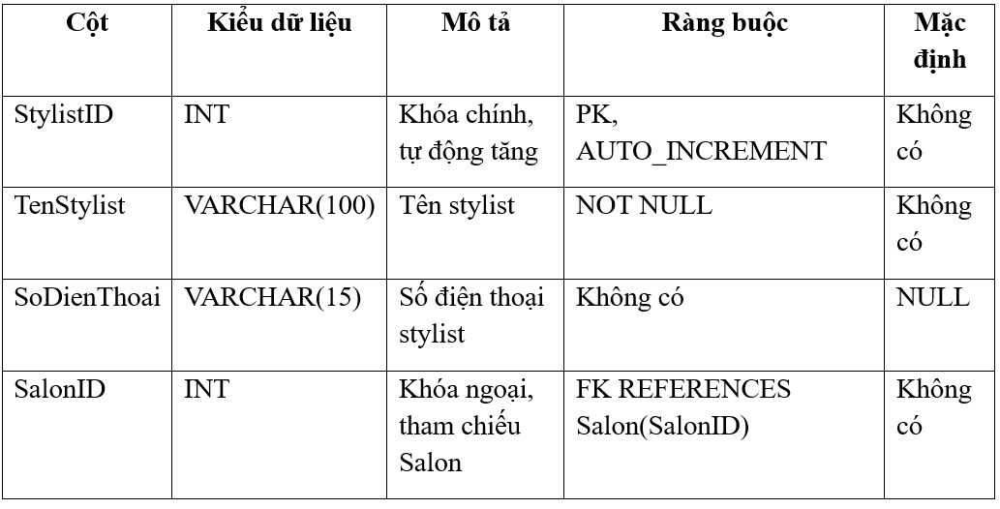 Cột Kiểu dữ liệu Mô tả Ràng buộc Mặc
định
StylistID INT Khóa chính, PK, Không
tự động tăng AUTO_INCREMENT có
TenStylist VARCHAR(100) Tên stylist NOT NULL Không
có
SoDienThoai VARCHAR(15) Số điện thoại Không có NULL
stylist
SalonID INT Khóa ngoại, FK REFERENCES Không
tham chiếu Salon(SalonID) có
Salon